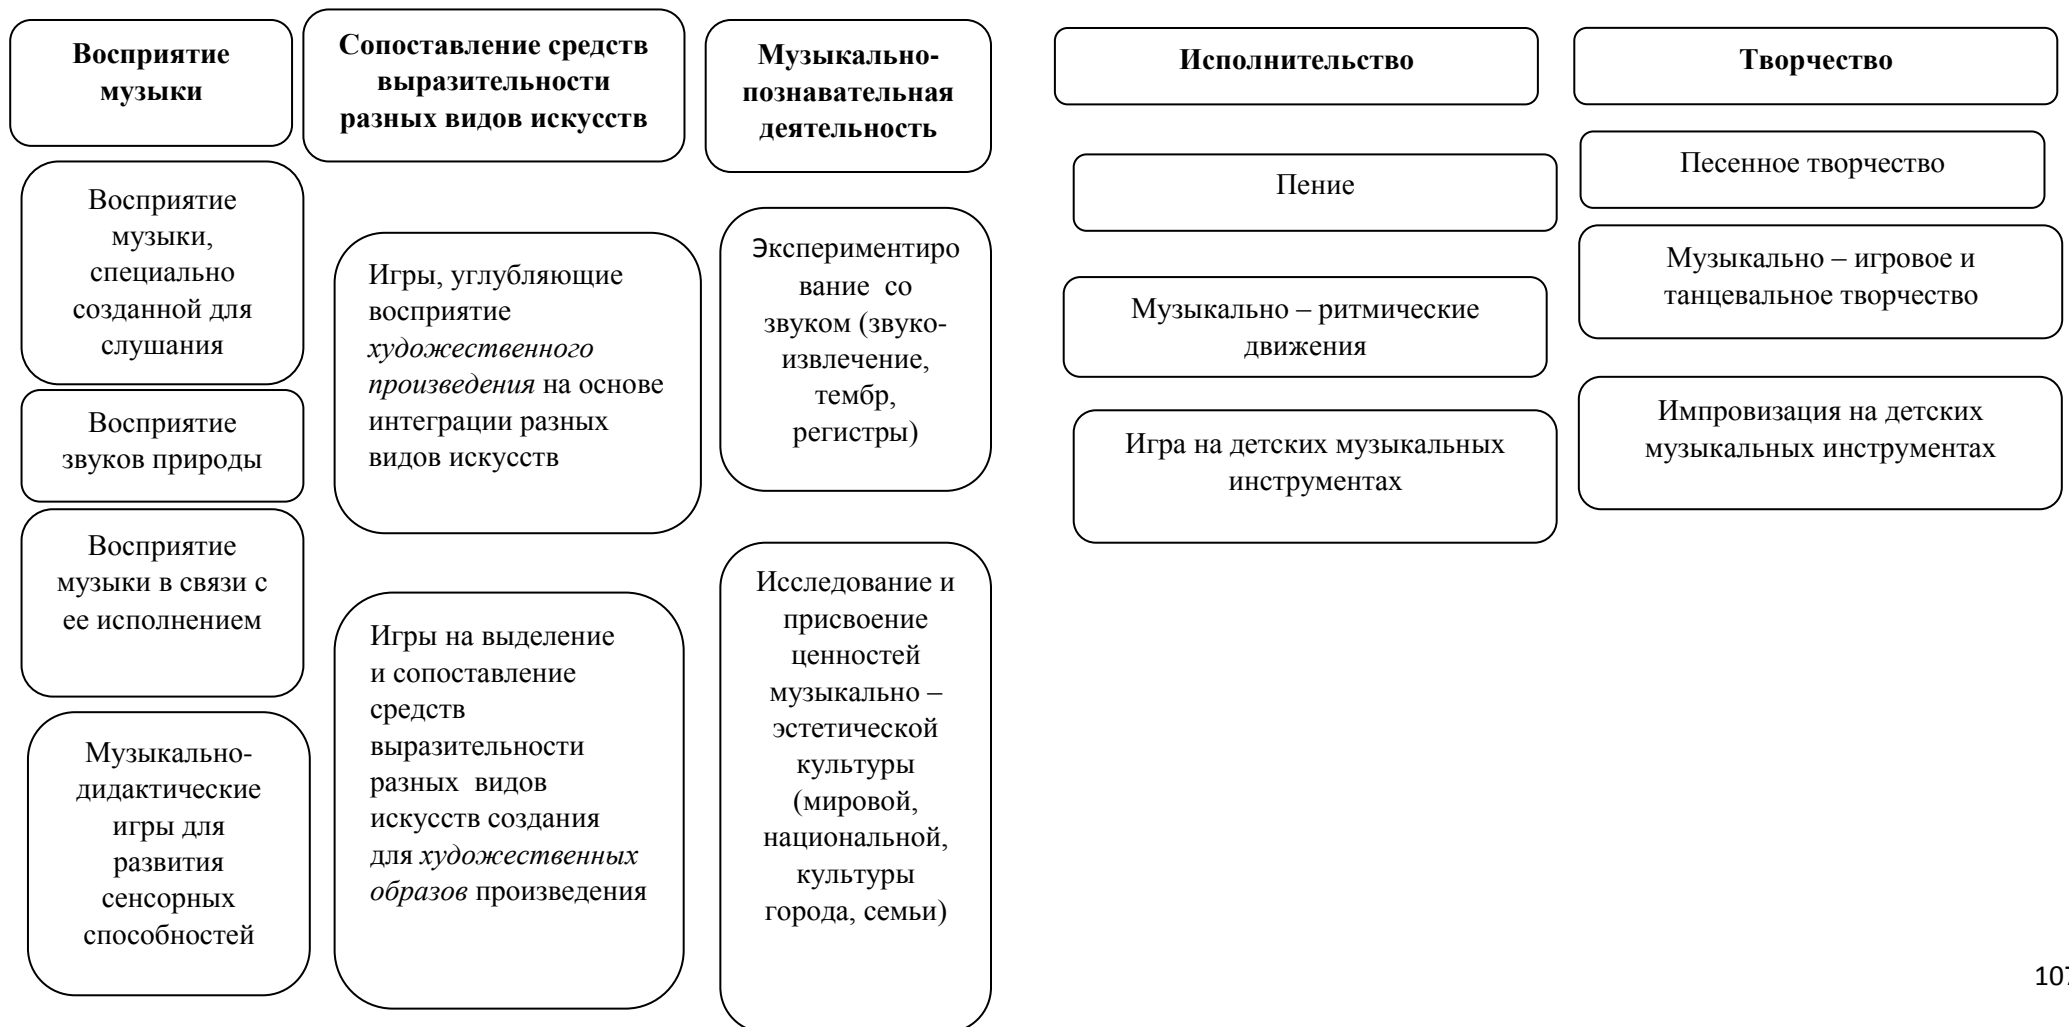 Восприятие
музыки
Восприятие
музыки,
специально
созданной для
слушания
Восприятие
звуков природы
Восприятие
музыки в связи с
ее исполнением
Музыкально-
дидактические
игры для
развития
сенсорных
способностей
Сопоставление средств
выразительности
разных видов искусств
Игры, углубляющие
восприятие
художественного
произведения на основе
интеграции разных
видов искусств
Игры на выделение
и сопоставление
средств
выразительности
разных видов
искусств создания
для художественных
образов произведения
Музыкально-
познавательная
деятельность
Экспериментиро
вание со
звуком (звуко-
извлечение,
тембр,
регистры)
Исследование и
присвоение
ценностей
музыкально –
эстетической
культуры
(мировой,
национальной,
культуры
города, семьи)
Исполнительство
Пение
Музыкально – ритмические
движения
Игра на детских музыкальных
инструментах
Творчество
Песенное творчество
Музыкально – игровое и
танцевальное творчество
Импровизация на детских
музыкальных инструментах
107